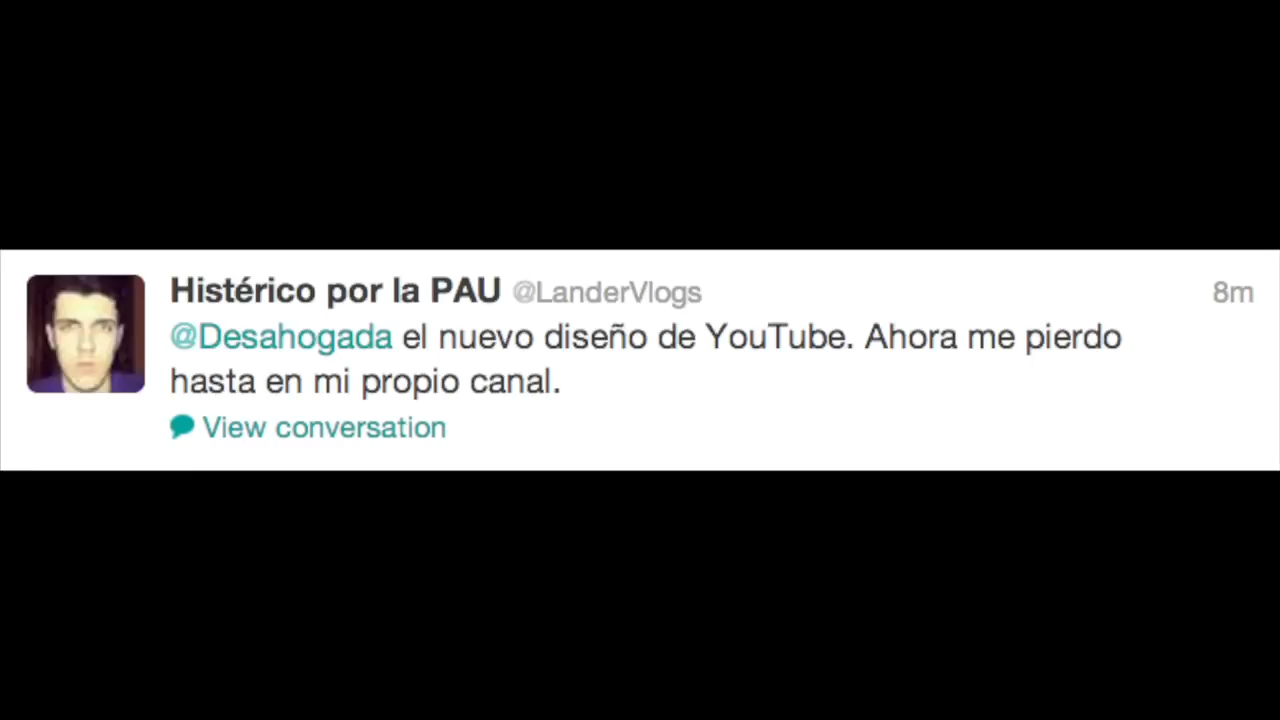 Histérico por la PAU @LanderVlogs 8m
@Desahogada el nuevo diseño de YouTube. Ahora me pierdo
hasta en mi propio canal.
View conversation